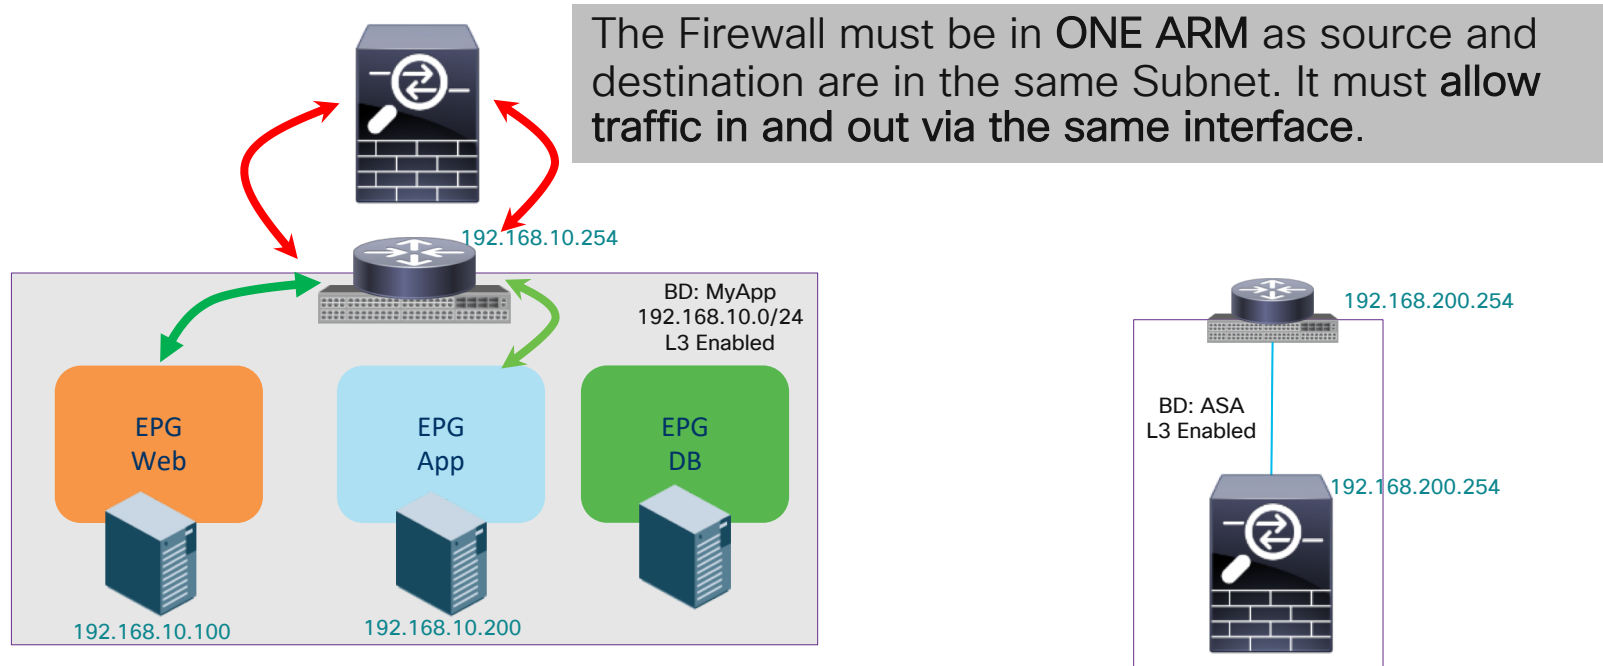 The Firewall must be in ONE ARM as source and
destination are in the same Subnet. It must allow
traffic in and out via the same interface.
192.168.10.254
BD: MyApp
192.168.10.0/24
L3 Enabled
EPG
Web
EPG
App
EPG
DB
192.168.10.100
192.168.10.200
192.168.200.254
BD: ASA
L3 Enabled
192.168.200.254